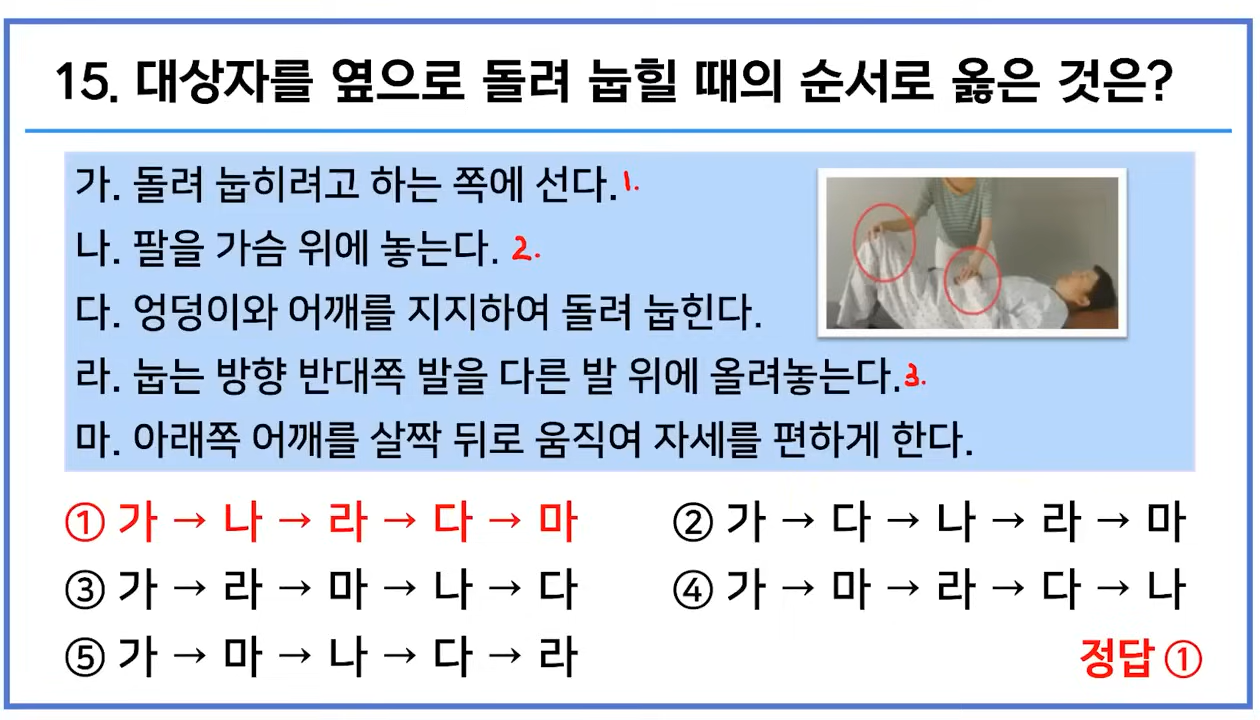 15. 대상자를 옆으로 돌려 눕힐 때의 순서로 옳은 것은?
가. 돌려 눕히려고 하는 쪽에 선다. 1.
나. 팔을 가슴 위에 놓는다. 2.
다. 엉덩이와 어깨를 지지하여 돌려 눕힌다.
라. 눕는 방향 반대쪽 발을 다른 발 위에 올려놓는다. 3.
마. 아래쪽 어깨를 살짝 뒤로 움직여 자세를 편하게 한다.
① 가 → 나 → 라 → 다 → 마
② 가 → 다 → 나 → 라 → 마
③ 가 → 라 → 마 → 나 → 다
④ 가 → 마 → 라 → 다 → 나
⑤ 가 → 마 → 나 → 다 → 라
정답 ①